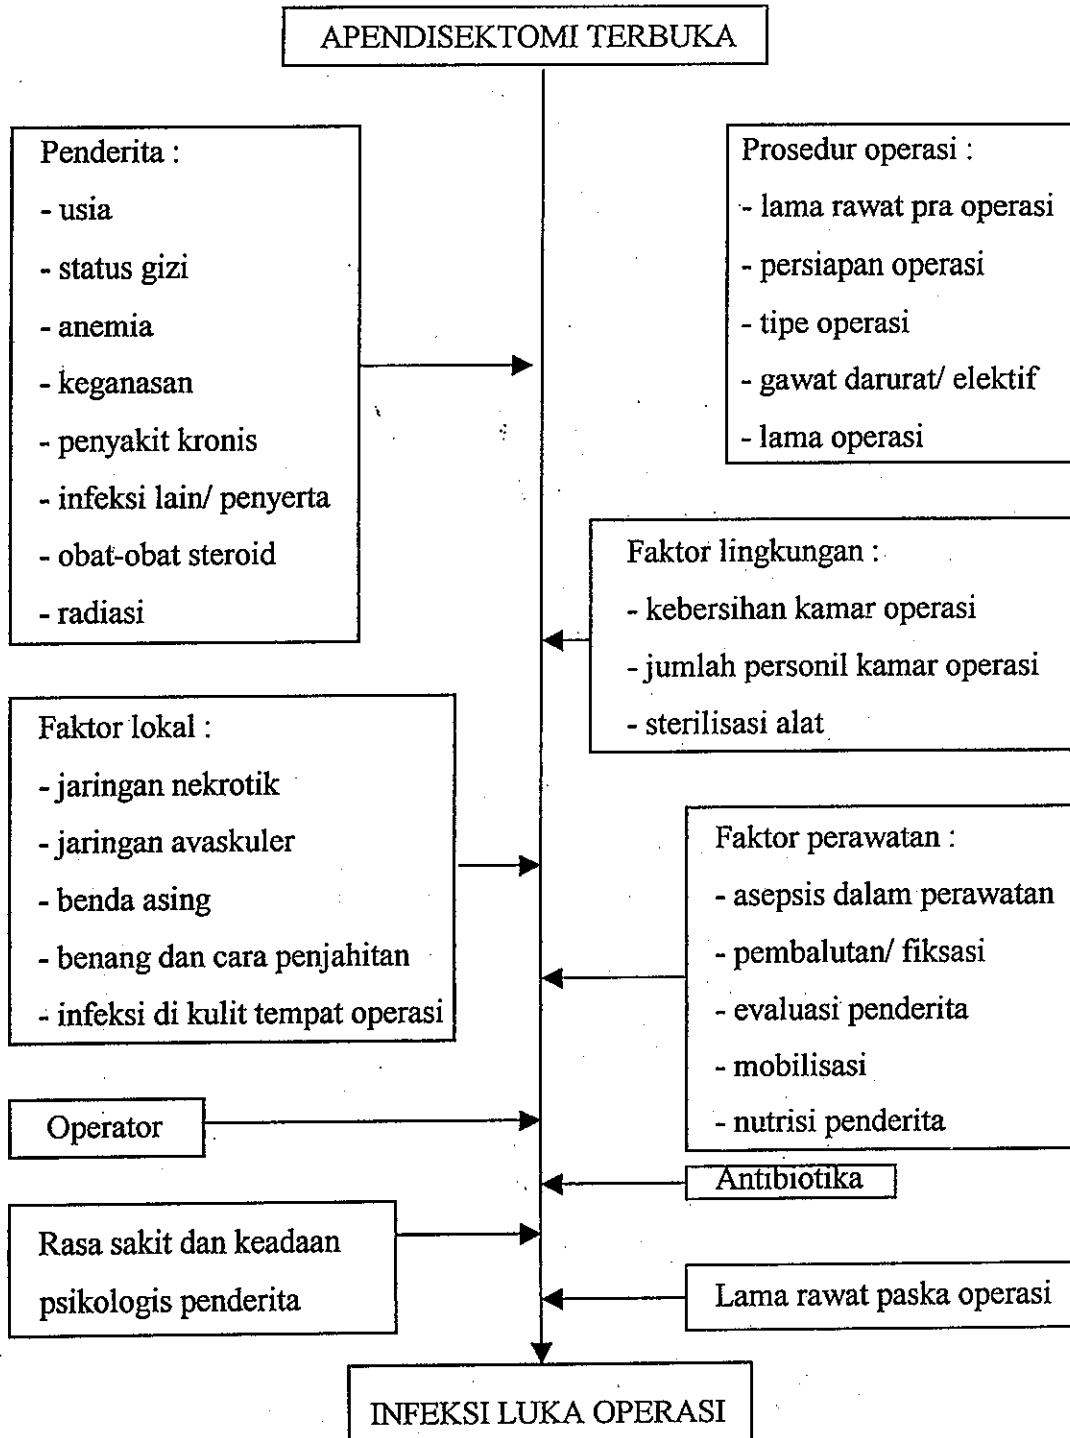 APENDISEKTOMI TERBUKA
Penderita :
- usia
- status gizi
- anemia
- keganasan
- penyakit kronis
- infeksi lain/ penyerta
- obat-obat steroid
- radiasi
Prosedur operasi :
- lama rawat pra operasi
- persiapan operasi
- tipe operasi
- gawat darurat/ elektif
- lama operasi
Faktor lingkungan :
- kebersihan kamar operasi
- jumlah personil kamar operasi
- sterilisasi alat
Faktor lokal :
- jaringan nekrotik
- jaringan avaskuler
- benda asing
- benang dan cara penjahitan
- infeksi di kulit tempat operasi
Faktor perawatan :
- asepsis dalam perawatan
- pembalutan/ fiksasi
- evaluasi penderita
- mobilisasi
- nutrisi penderita
Operator
Antibiotika
Rasa sakit dan keadaan
psikologis penderita
Lama rawat paska operasi
INFEKSI LUKA OPERASI